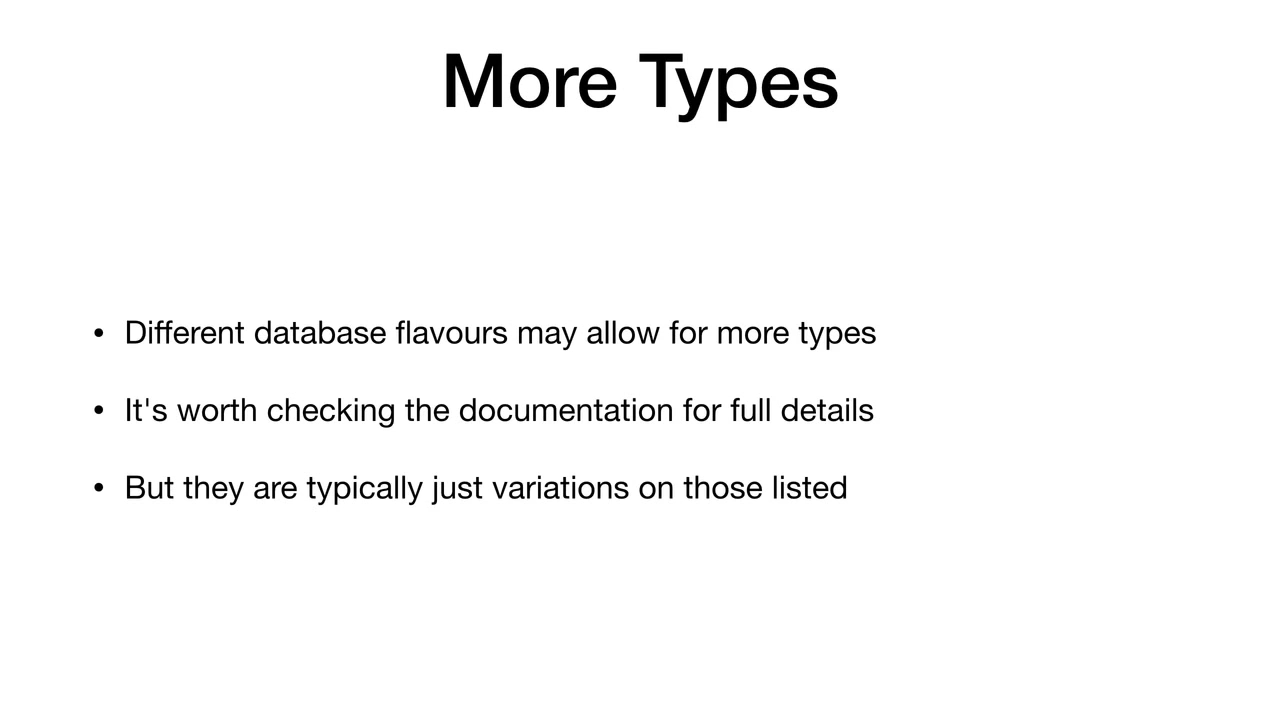 More Types
• Different database flavours may allow for more types
• It's worth checking the documentation for full details
• But they are typically just variations on those listed